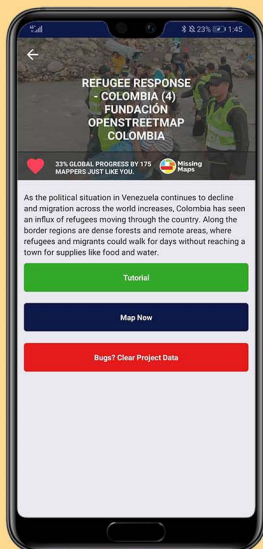 23% 1:45
REFUGEE RESPONSE
- COLOMBIA (4)
FUNDACIÓN
OPENSTREETMAP
COLOMBIA
33% GLOBAL PROGRESS BY 175
MAPPERS JUST LIKE YOU.
Missing
Maps
As the political situation in Venezuela continues to decline
and migration across the world increases, Colombia has seen
an influx of refugees moving through the country. Along the
border regions are dense forests and remote areas, where
refugees and migrants could walk for days without reaching a
town for supplies like food and water.
Tutorial
Map Now
Bugs? Clear Project Data